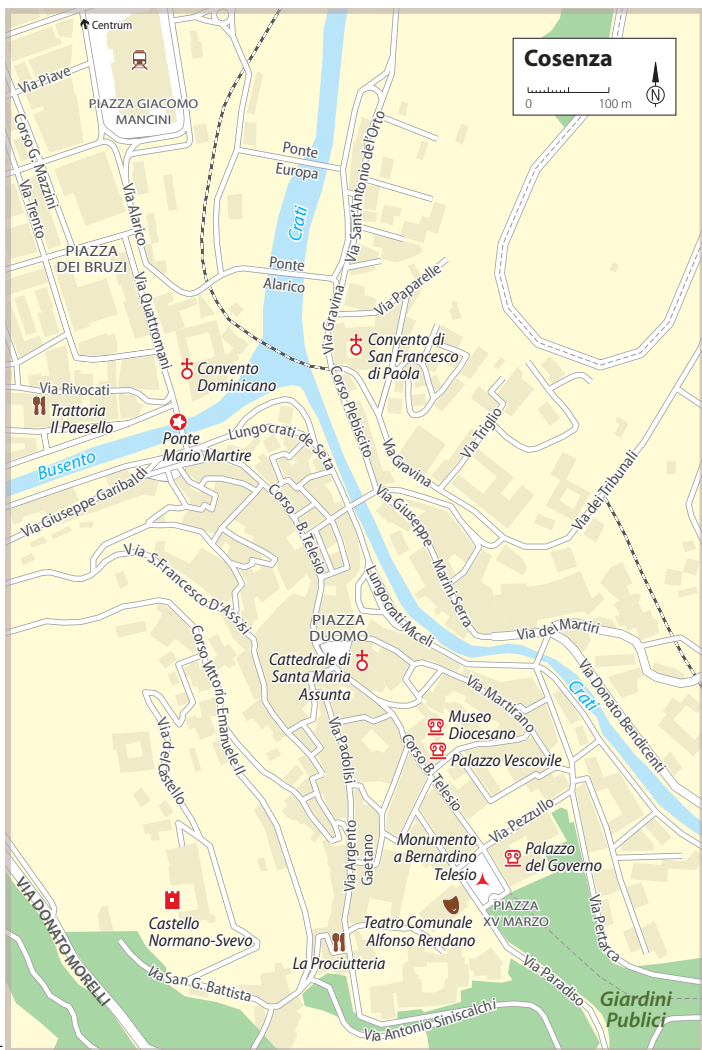 Centrum
Cosenza
0 100 m
N
Via Piave
PIAZZA GIACOMO
MANCINI
Corso G. Mazzini
Via Trento
Via Alarico
Ponte
Europa
Crati
Via Sant'Antonio del'Orto
PIAZZA
DEI BRUZI
Ponte
Alarico
Via Quattromani
Via Gravina
Via Paparelle
Convento di
San Francesco
di Paola
Convento
Dominicano
Via Rivocati
Trattoria
Il Paesello
Corso Plebiscito
Ponte
Mario Martire
Lungocrati de Seta
Via Gravina
Via Triglio
Busento
Via dei Tribunali
Via Giuseppe Garibaldi
Corso B. Telesio
Via Giuseppe – Marini Serra
Via S.Francesco D'Assisi
Lungocrati Mceli
PIAZZA
DUOMO
Via dei Martiri
Corso Vittorio Emanuele II
Cattedrale di
Santa Maria
Assunta
Via Martirano
Crati
Via Donato Bendicenti
Via del Castello
Via Padolisi
Museo
Diocesano
Corso B. Telesio
Palazzo Vescovile
Via Pezzullo
Monumento
a Bernardino
Telesio
Palazzo
del Governo
Via Argento
Gaetano
VIA DONATO MORELLI
Castello
Normano-Svevo
Teatro Comunale
Alfonso Rendano
PIAZZA
XV MARZO
Via Pertarca
La Prociutteria
Via San G. Battista
Via Paradiso
Giardini
Publici
Via Antonio Siniscalchi